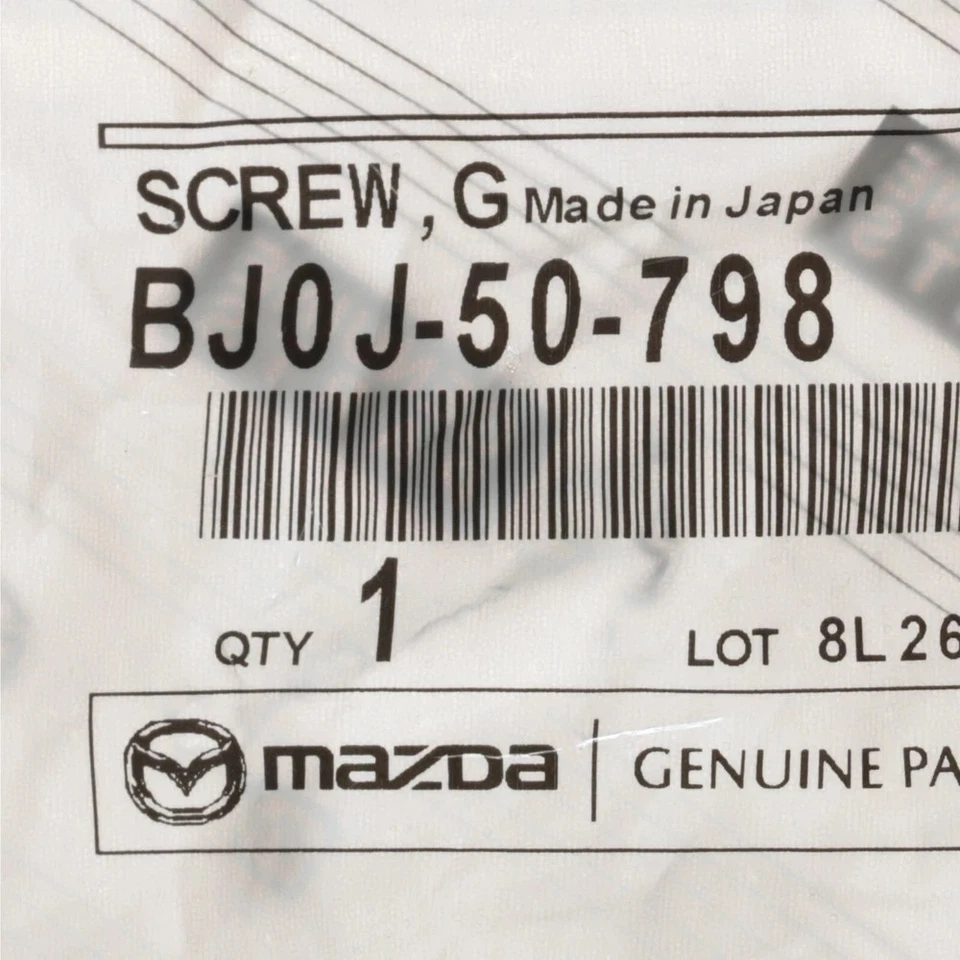 SCREW, G Made in Japan
BJ0J-50-798
QTY 1 LOT 8L26
mazda GENUINE PA